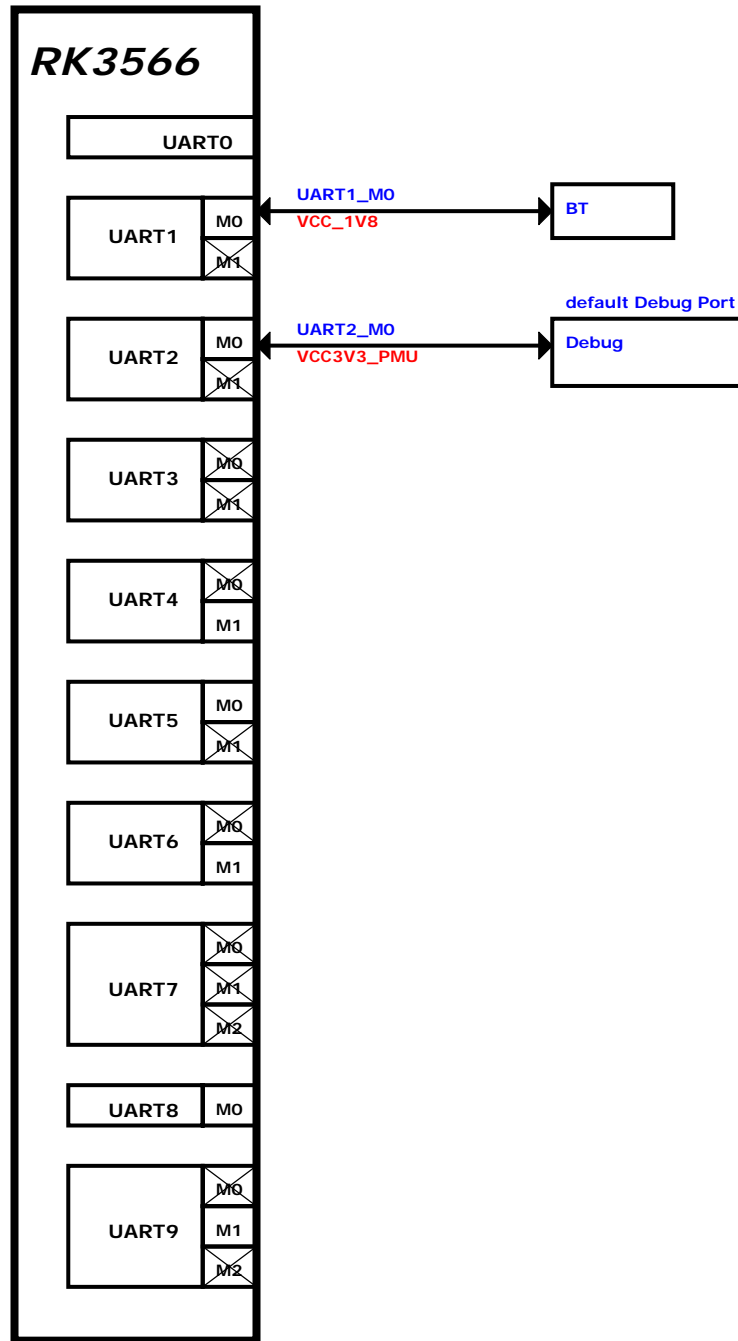 RK3566
UART0
UART1
M0
M1
UART1_M0
VCC_1V8
BT
UART2
M0
M1
UART2_M0
VCC3V3_PMU
default Debug Port
Debug
UART3
M0
M1
UART4
M0
M1
UART5
M0
M1
UART6
M0
M1
UART7
M0
M1
M2
UART8
M0
UART9
M0
M1
M2